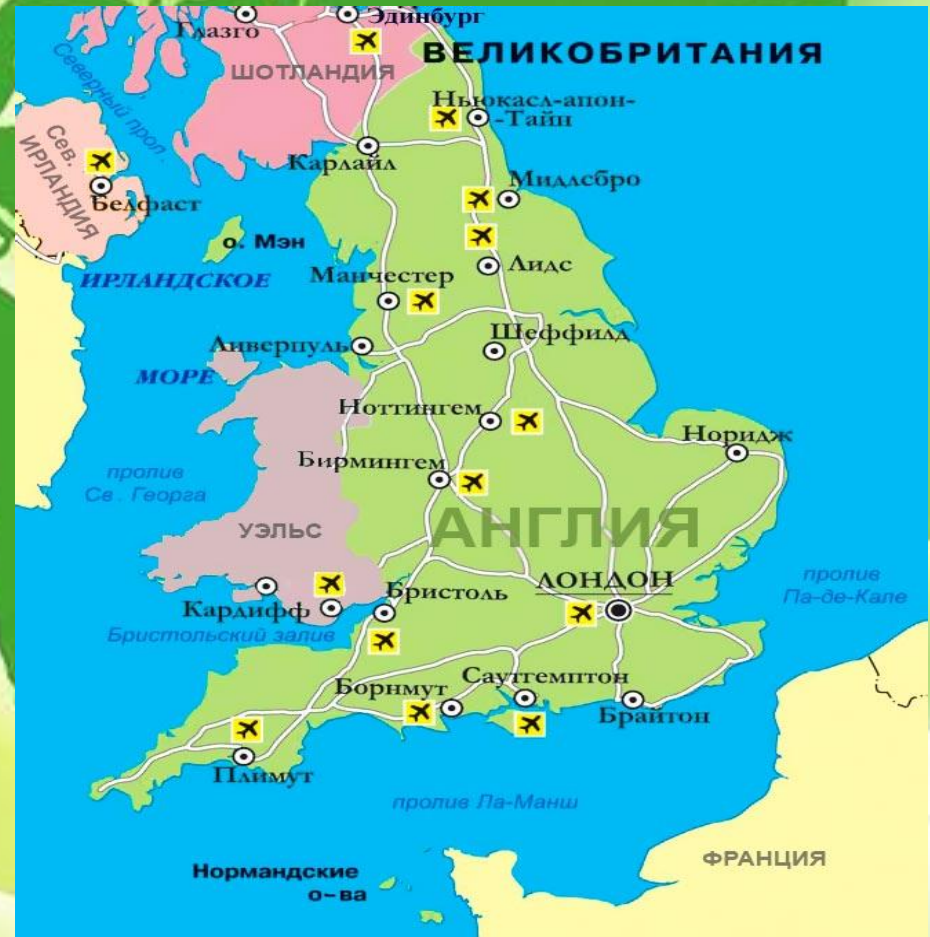 Эдинбург
Глазго
ВЕЛИКОБРИТАНИЯ
ШОТЛАНДИЯ
Северный прол.
Ньюкасл-апон-
-Тайн
Сев.
ИРЛАНДИЯ
Карлайл
Мидлсбро
Белфаст
о. Мэн
Лидс
ИРЛАНДСКОЕ
Манчестер
Шеффилд
Ливерпуль
МОРЕ
Ноттингем
Норидж
Бирмингем
пролив
Св. Георга
АНГЛИЯ
УЭЛЬС
ЛОНДОН
пролив
Па-де-Кале
Бристоль
Кардифф
Бристольский залив
Саутгемптон
Борнмут
Брайтон
Плимут
пролив Ла-Манш
ФРАНЦИЯ
Нормандские
о-ва